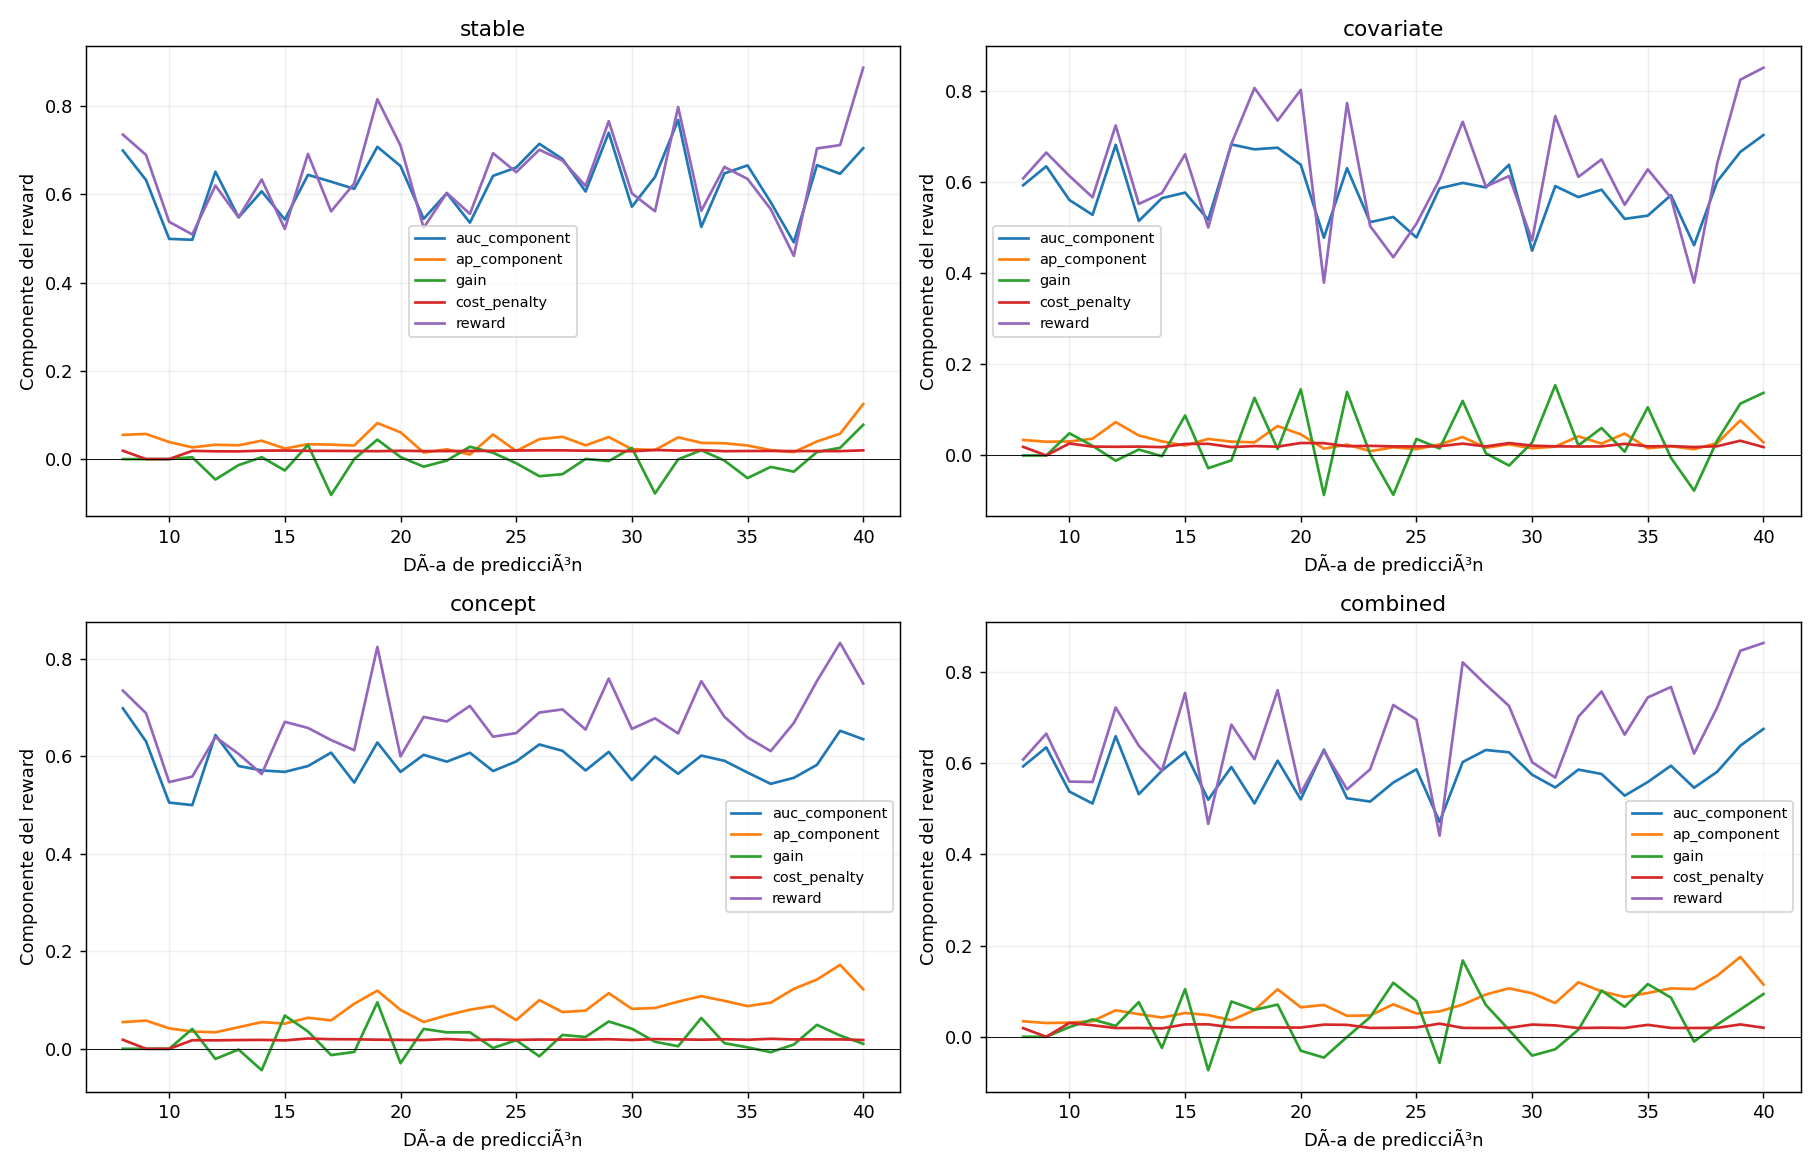 stable
Componente del reward
0.8
0.6
0.4
0.2
0.0
auc_component
ap_component
gain
cost_penalty
reward
10 15 20 25 30 35 40
DÃ-a de predicciÃ³n
covariate
Componente del reward
0.8
0.6
0.4
0.2
0.0
auc_component
ap_component
gain
cost_penalty
reward
10 15 20 25 30 35 40
DÃ-a de predicciÃ³n
concept
Componente del reward
0.8
0.6
0.4
0.2
0.0
auc_component
ap_component
gain
cost_penalty
reward
10 15 20 25 30 35 40
DÃ-a de predicciÃ³n
combined
Componente del reward
0.8
0.6
0.4
0.2
0.0
auc_component
ap_component
gain
cost_penalty
reward
10 15 20 25 30 35 40
DÃ-a de predicciÃ³n